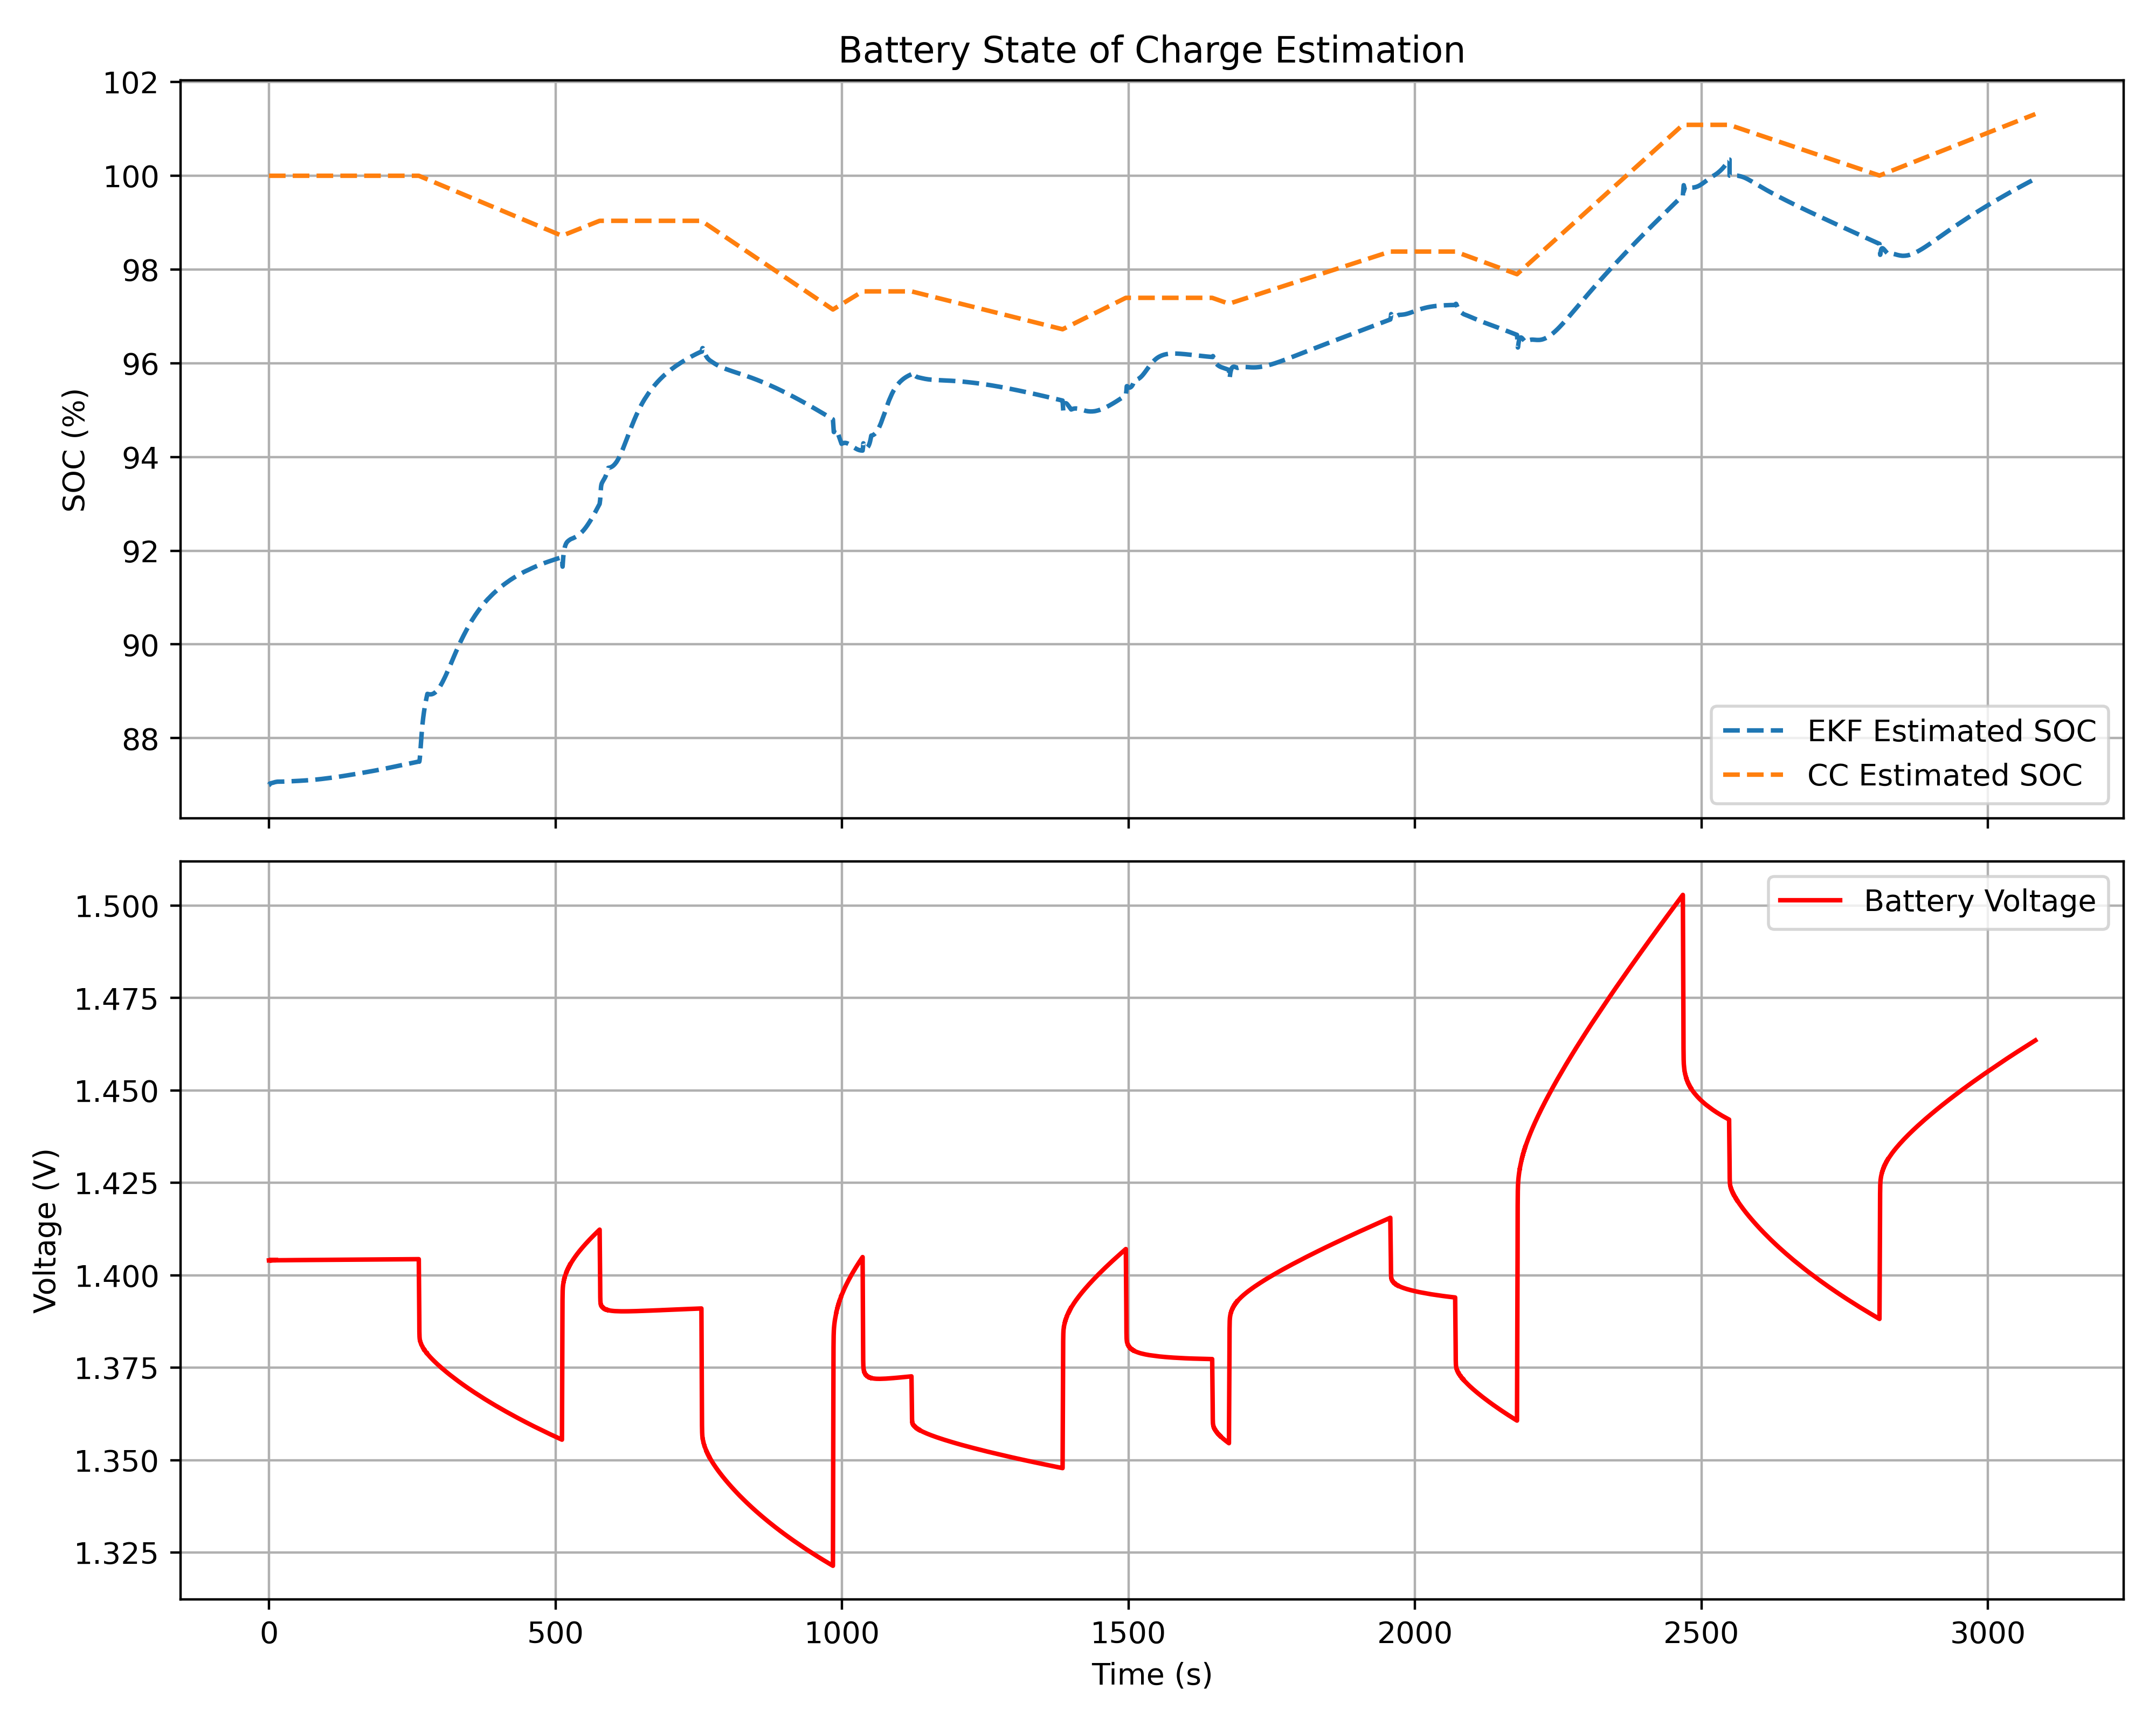 Battery State of Charge Estimation
102
100
98
96
94
92
90
88
SOC (%)
EKF Estimated SOC
CC Estimated SOC
1.500
1.475
1.450
1.425
1.400
1.375
1.350
1.325
Voltage (V)
Battery Voltage
0 500 1000 1500 2000 2500 3000
Time (s)